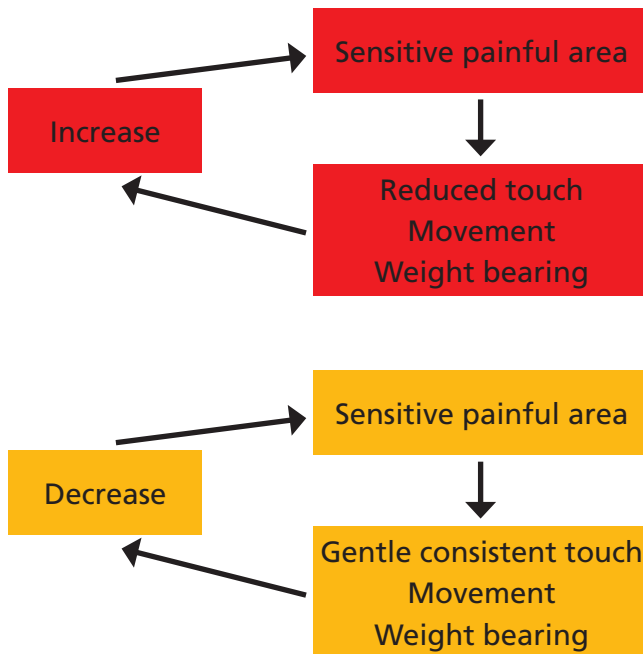 Sensitive painful area
Increase
Reduced touch
Movement
Weight bearing
Sensitive painful area
Decrease
Gentle consistent touch
Movement
Weight bearing